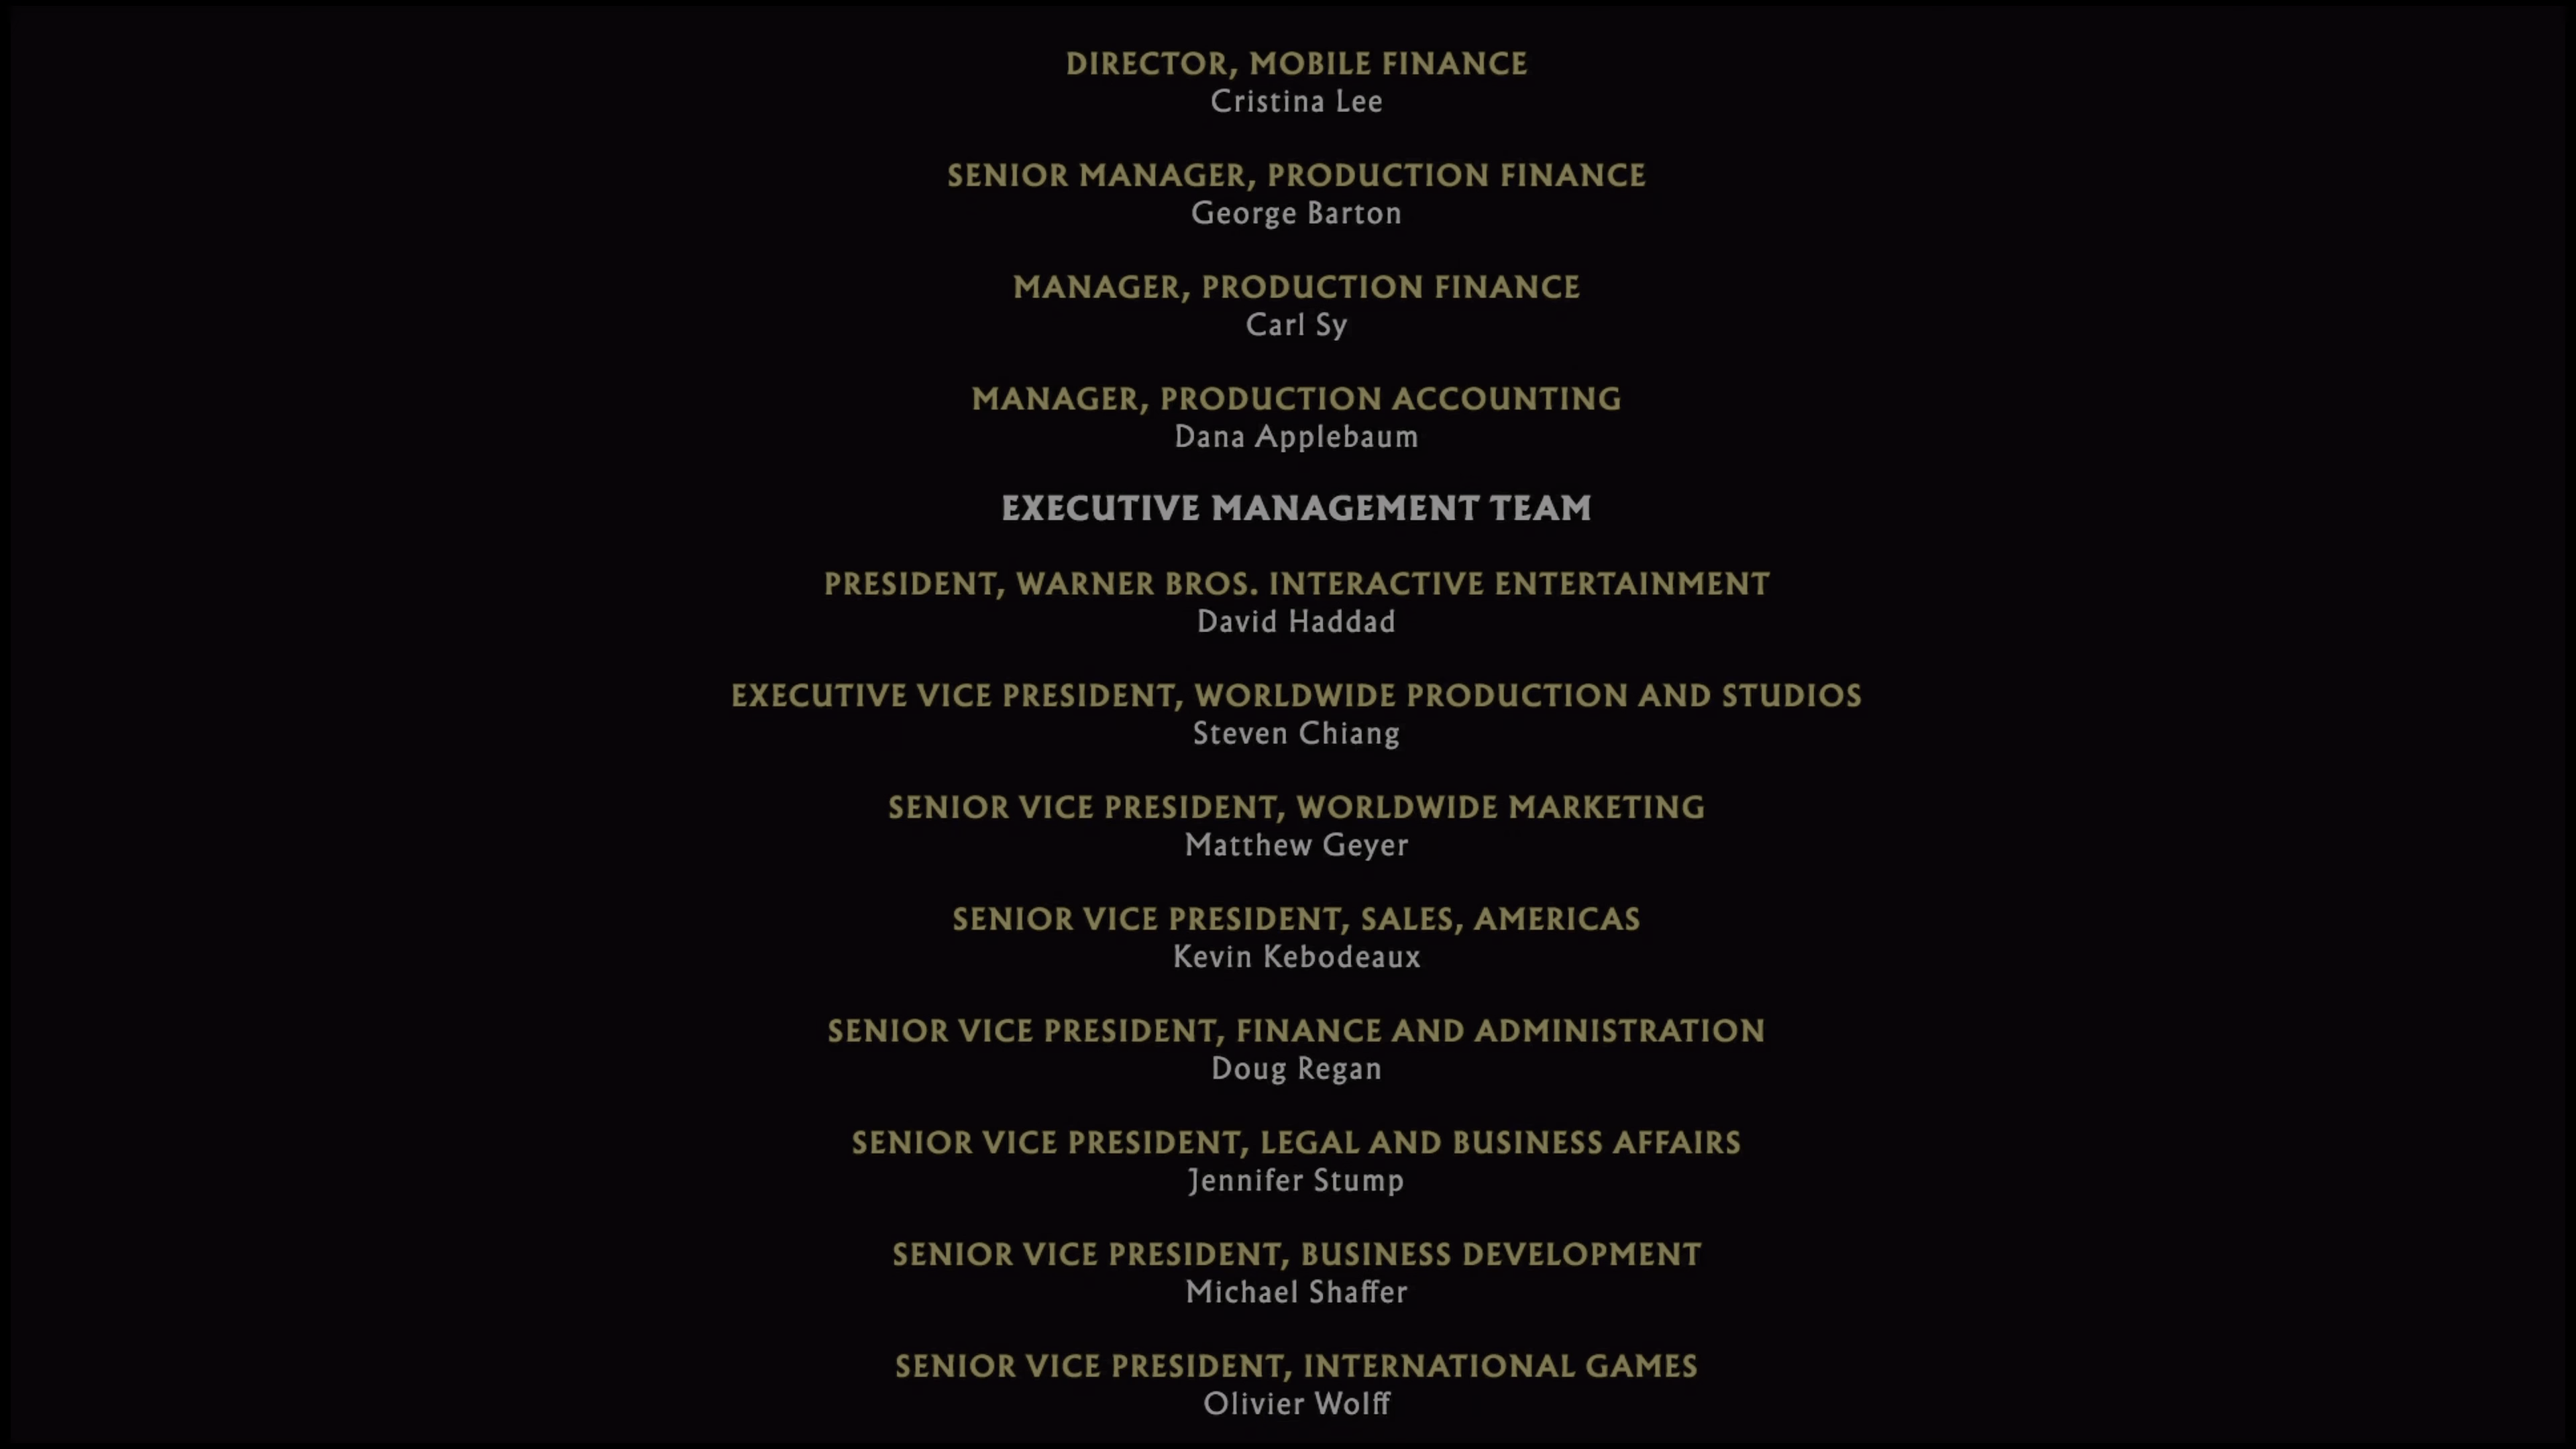 DIRECTOR, MOBILE FINANCE
Cristina Lee
SENIOR MANAGER, PRODUCTION FINANCE
George Barton
MANAGER, PRODUCTION FINANCE
Carl Sy
MANAGER, PRODUCTION ACCOUNTING
Dana Applebaum
EXECUTIVE MANAGEMENT TEAM
PRESIDENT, WARNER BROS. INTERACTIVE ENTERTAINMENT
David Haddad
EXECUTIVE VICE PRESIDENT, WORLDWIDE PRODUCTION AND STUDIOS
Steven Chiang
SENIOR VICE PRESIDENT, WORLDWIDE MARKETING
Matthew Geyer
SENIOR VICE PRESIDENT, SALES, AMERICAS
Kevin Kebodeaux
SENIOR VICE PRESIDENT, FINANCE AND ADMINISTRATION
Doug Regan
SENIOR VICE PRESIDENT, LEGAL AND BUSINESS AFFAIRS
Jennifer Stump
SENIOR VICE PRESIDENT, BUSINESS DEVELOPMENT
Michael Shaffer
SENIOR VICE PRESIDENT, INTERNATIONAL GAMES
Olivier Wolff